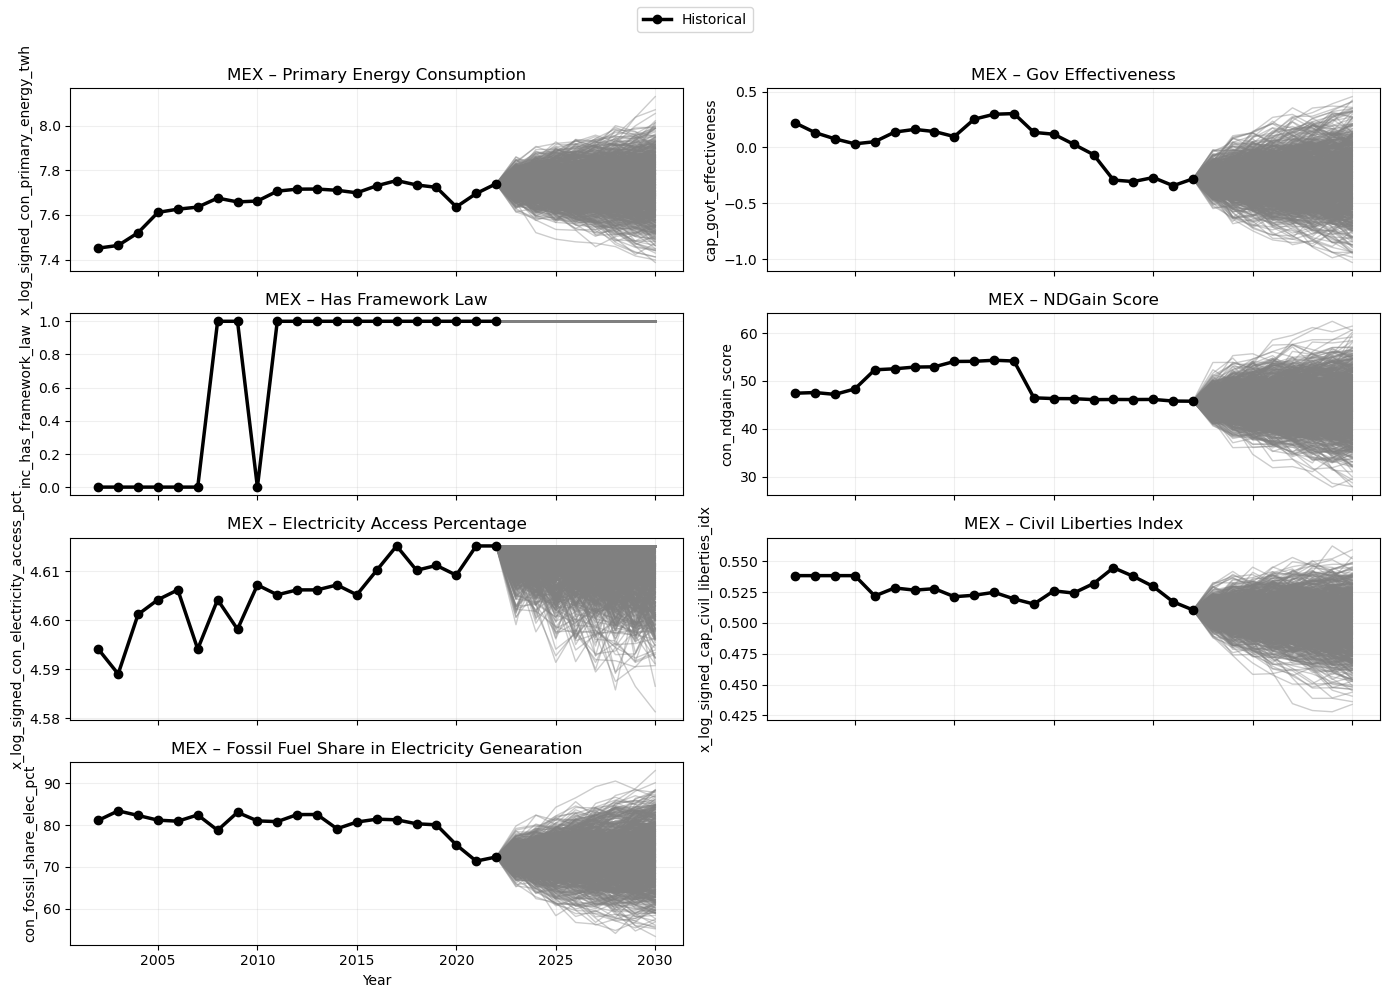 Historical
MEX – Primary Energy Consumption
x_log_signed_con_primary_energy_twh
8.0
7.8
7.6
7.4
MEX – Gov Effectiveness
cap_govt_effectiveness
0.5
0.0
−0.5
−1.0
MEX – Has Framework Law
inc_has_framework_law
1.0
0.8
0.6
0.4
0.2
0.0
MEX – NDGain Score
con_ndgain_score
60
50
40
30
MEX – Electricity Access Percentage
x_log_signed_con_electricity_access_pct
4.61
4.60
4.59
4.58
MEX – Civil Liberties Index
x_log_signed_cap_civil_liberties_idx
0.550
0.525
0.500
0.475
0.450
0.425
MEX – Fossil Fuel Share in Electricity Genearation
con_fossil_share_elec_pct
90
80
70
60
2005 2010 2015 2020 2025 2030
Year